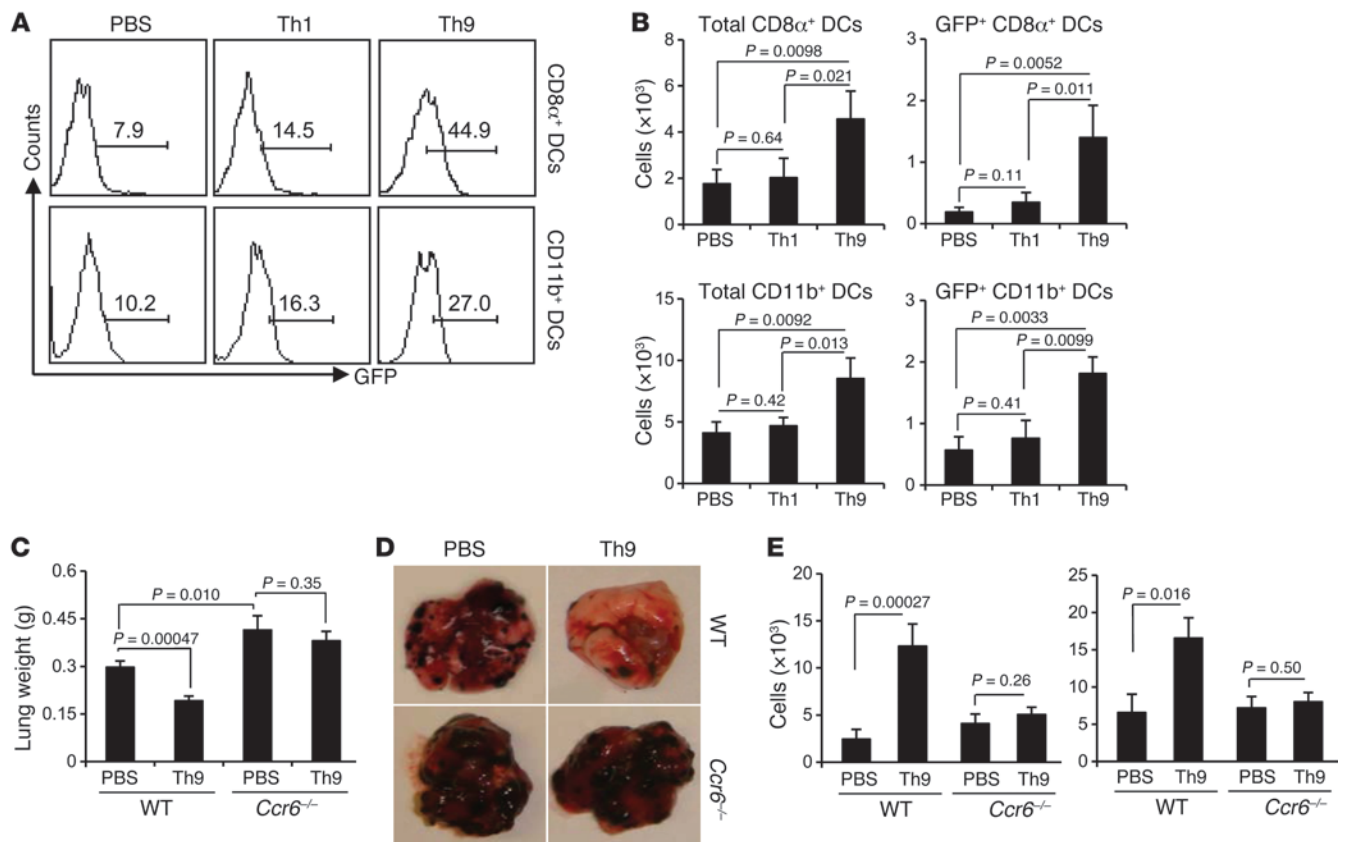 A
PBS Th1 Th9
7.9 14.5 44.9
CD8α⁺ DCs
Counts
10.2 16.3 27.0
CD11b⁺ DCs
GFP
B
Total CD8α⁺ DCs
8
6
4
2
0
Cells (×10³)
P = 0.0098
P = 0.021
P = 0.64
PBS Th1 Th9
GFP⁺ CD8α⁺ DCs
3
2
1
0
P = 0.0052
P = 0.011
P = 0.11
PBS Th1 Th9
Total CD11b⁺ DCs
15
10
5
0
Cells (×10³)
P = 0.0092
P = 0.013
P = 0.42
PBS Th1 Th9
GFP⁺ CD11b⁺ DCs
3
2
1
0
P = 0.0033
P = 0.0099
P = 0.41
PBS Th1 Th9
C
0.6
0.45
0.3
0.15
0
Lung weight (g)
P = 0.35
P = 0.010
P = 0.00047
PBS Th9 PBS Th9
WT Ccr6⁻/⁻
D
PBS Th9
WT
Ccr6⁻/⁻
E
20
15
10
5
0
Cells (×10³)
P = 0.00027
P = 0.26
PBS Th9 PBS Th9
WT Ccr6⁻/⁻
25
20
15
10
5
0
P = 0.016
P = 0.50
PBS Th9 PBS Th9
WT Ccr6⁻/⁻